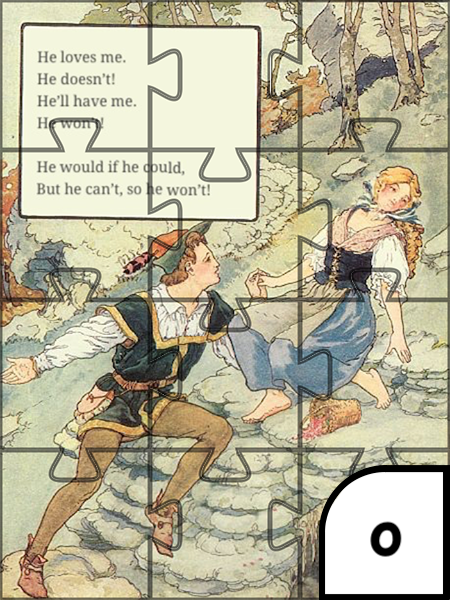 He loves me.
He doesn't!
He'll have me.
He won't!
He would if he could,
But he can't, so he won't!
o